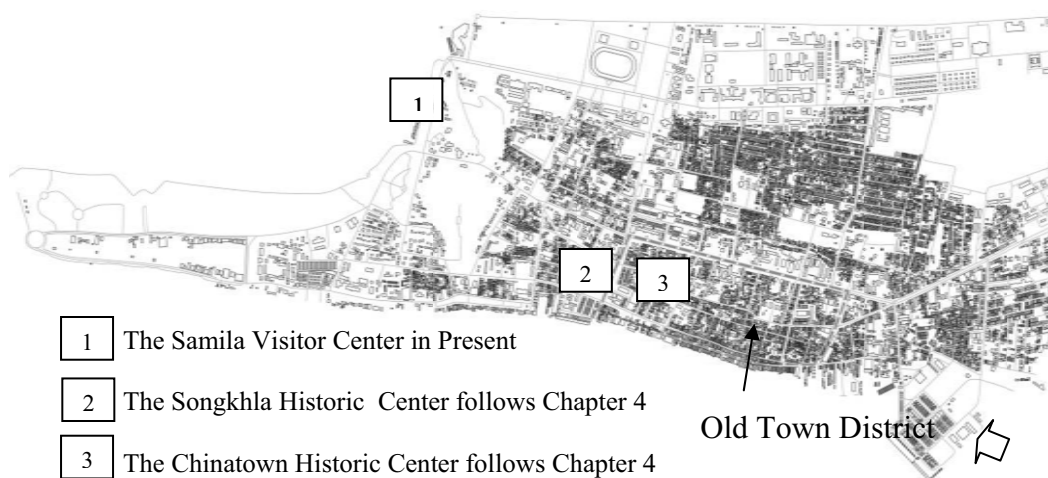 1
2
3
1 The Samila Visitor Center in Present
2 The Songkhla Historic Center follows Chapter 4
Old Town District
3 The Chinatown Historic Center follows Chapter 4